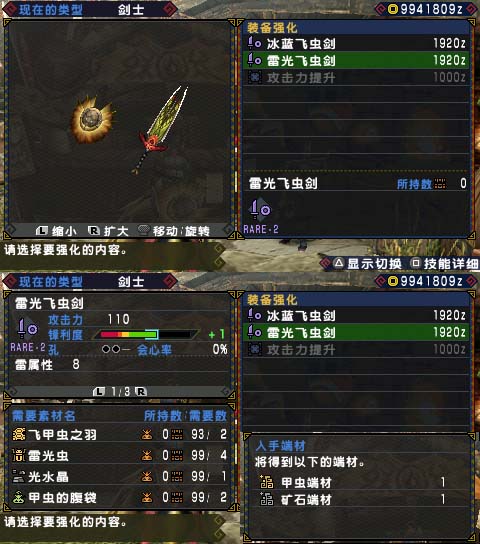 现在的类型 剑士
9941809z
装备强化
冰蓝飞虫剑 1920z
雷光飞虫剑 1920z
攻击力提升 1000z
雷光飞虫剑 所持数 0
RARE-2
L 缩小 R 扩大 移动/旋转
请选择要强化的内容。
△显示切换 □技能详细
现在的类型 剑士
9941809z
雷光飞虫剑
攻击力 110
锋利度 +1
RARE-2
孔 ○○— 会心率 0%
雷属性 8
L 1/3 R
需要素材名 所持数 需要数
飞甲虫之羽 0 93/ 2
雷光虫 0 99/ 4
光水晶 0 99/ 1
甲虫的腹袋 0 99/ 2
请选择要强化的内容。
装备强化
冰蓝飞虫剑 1920z
雷光飞虫剑 1920z
攻击力提升 1000z
入手端材
将得到以下的端材。
甲虫端材 1
矿石端材 1